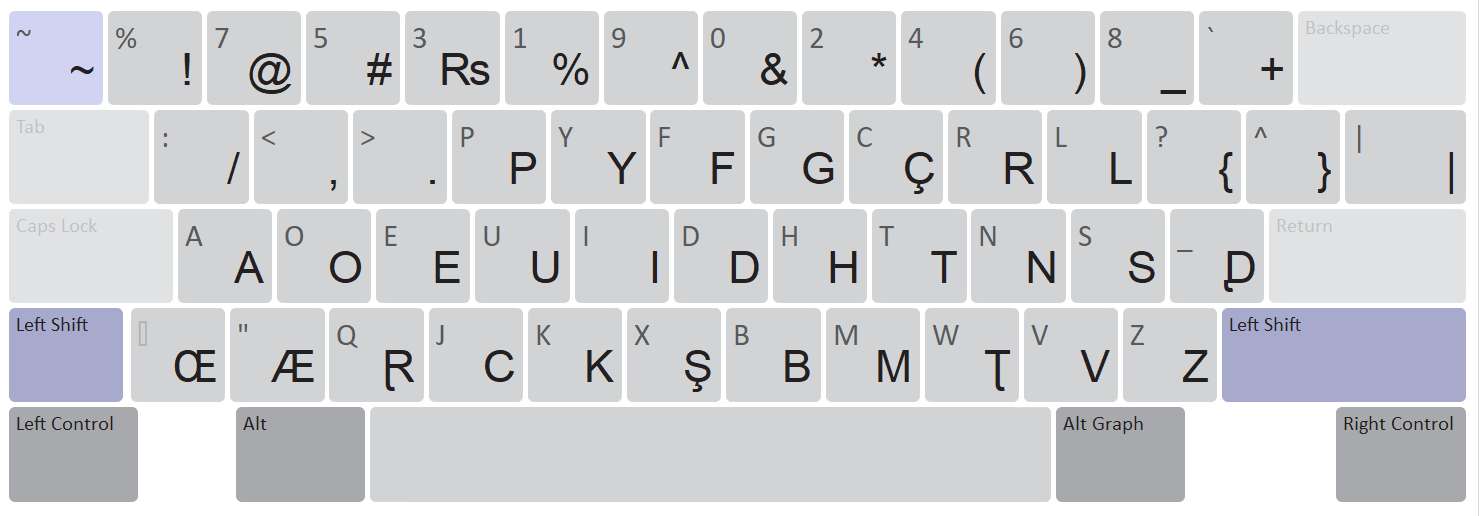 ~ ~ % ! 7 @ 5 # 3 Rs 1 % 9 ^ 0 & 2 * 4 ( 6 ) 8 _ ` + Backspace
Tab : / < , > . P P Y Y F F G G C Ç R R L L ? { ^ } | |
Caps Lock A A O O E E U U I I D D H H T T N N S S _ Ɖ̢
Left Shift Œ " Æ Q Ɽ J C K K X Ş B B M M W Ʈ V V Z Z Left Shift
Left Control Alt Alt Graph Right Control